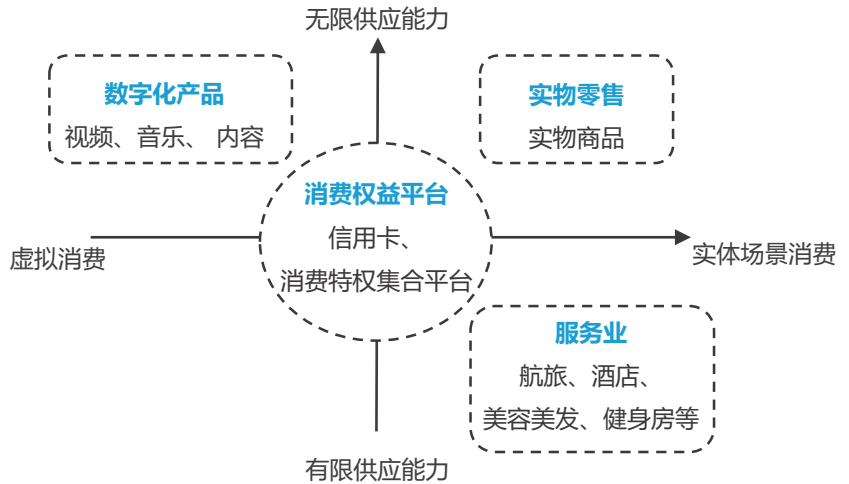 无限供应能力
数字化产品
视频、音乐、 内容
实物零售
实物商品
消费权益平台
信用卡、
消费特权集合平台
虚拟消费
实体场景消费
服务业
航旅、酒店、
美容美发、健身房等
有限供应能力